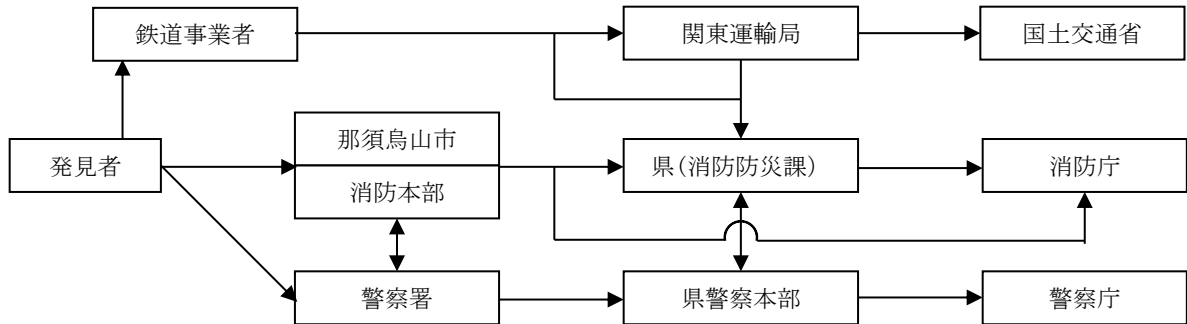 鉄道事業者
関東運輸局
国土交通省
発見者
那須烏山市
消防本部
県(消防防災課)
消防庁
警察署
県警察本部
警察庁